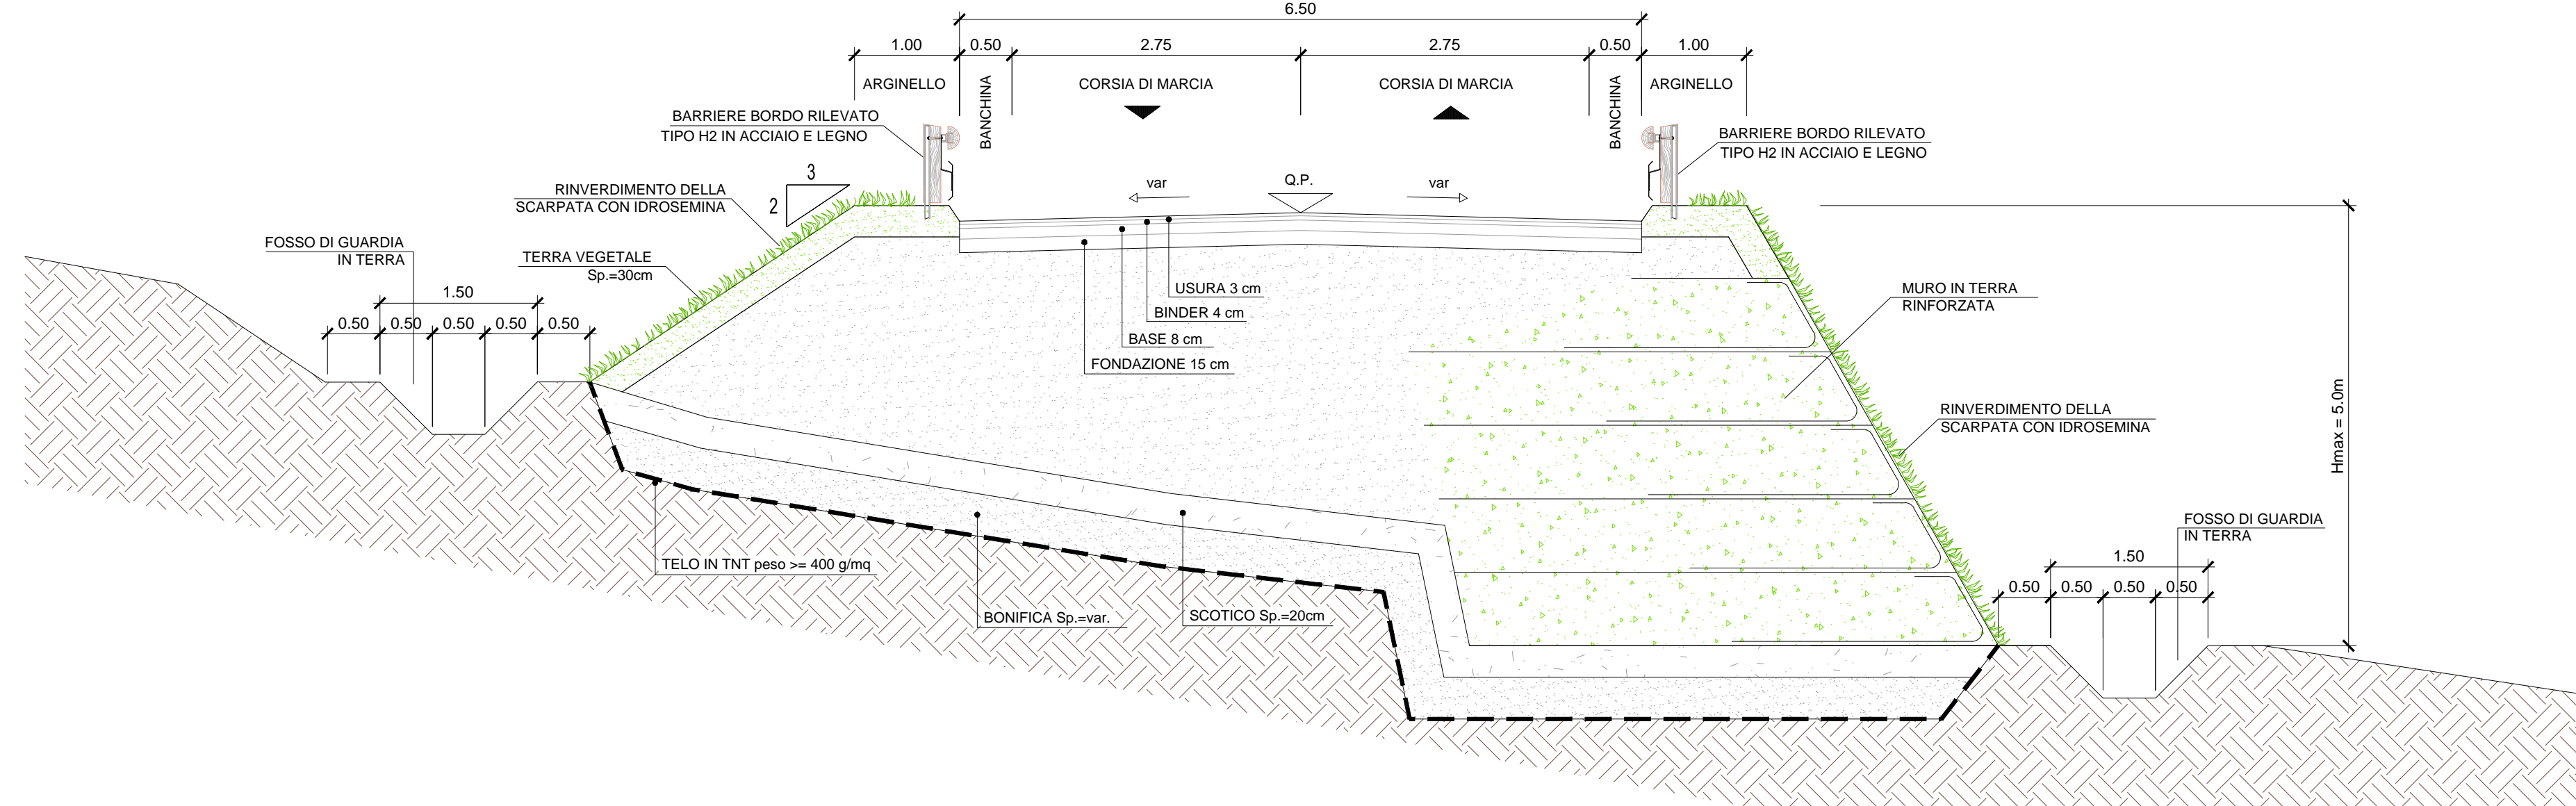 6.50
1.00 0.50 2.75 2.75 0.50 1.00
ARGINELLO
BANCHINA
CORSIA DI MARCIA
CORSIA DI MARCIA
BANCHINA
ARGINELLO
BARRIERE BORDO RILEVATO
TIPO H2 IN ACCIAIO E LEGNO
BARRIERE BORDO RILEVATO
TIPO H2 IN ACCIAIO E LEGNO
3
2
var
Q.P.
var
RINVERDIMENTO DELLA
SCARPATA CON IDROSEMINA
FOSSO DI GUARDIA
IN TERRA
TERRA VEGETALE
Sp.=30cm
1.50
0.50 0.50 0.50 0.50 0.50
USURA 3 cm
BINDER 4 cm
BASE 8 cm
FONDAZIONE 15 cm
MURO IN TERRA
RINFORZATA
RINVERDIMENTO DELLA
SCARPATA CON IDROSEMINA
Hmax = 5.0m
FOSSO DI GUARDIA
IN TERRA
1.50
0.50 0.50 0.50 0.50
TELO IN TNT peso >= 400 g/mq
BONIFICA Sp.=var.
SCOTICO Sp.=20cm